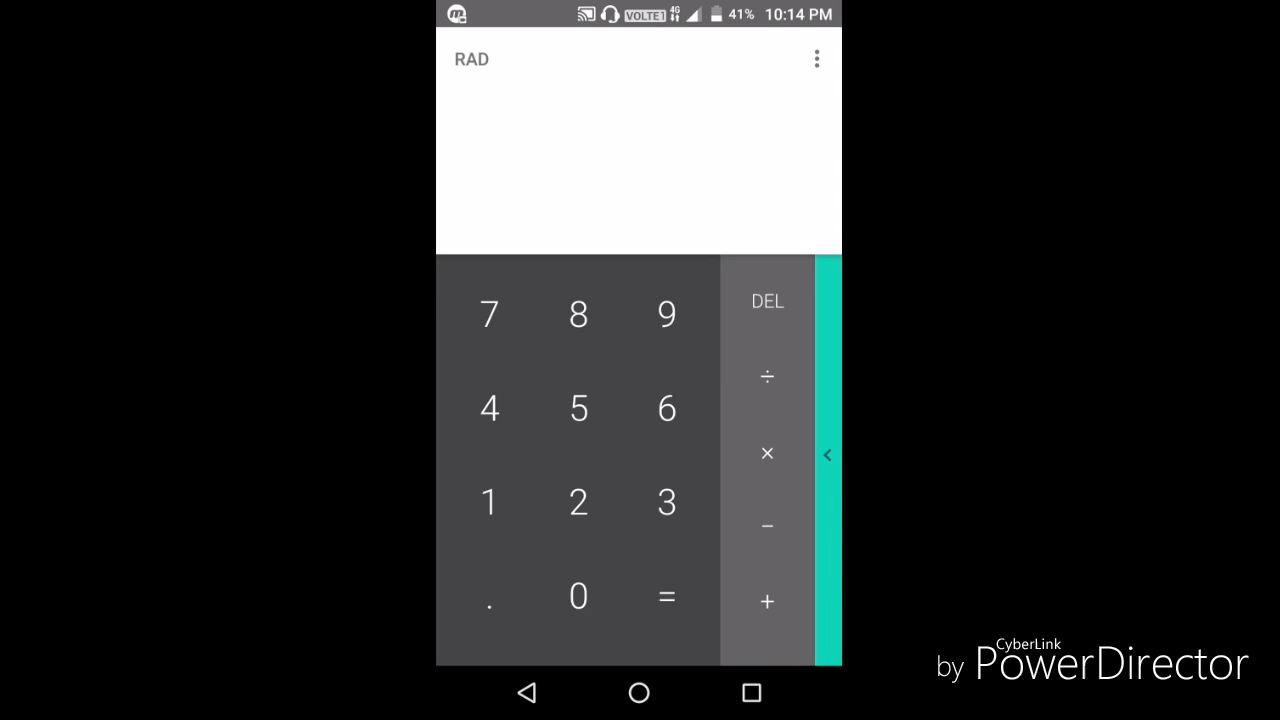 VOLTE1 4G 41% 10:14 PM
RAD
7 8 9 DEL
÷
4 5 6
×
1 2 3
−
. 0 = +
CyberLink
by PowerDirector